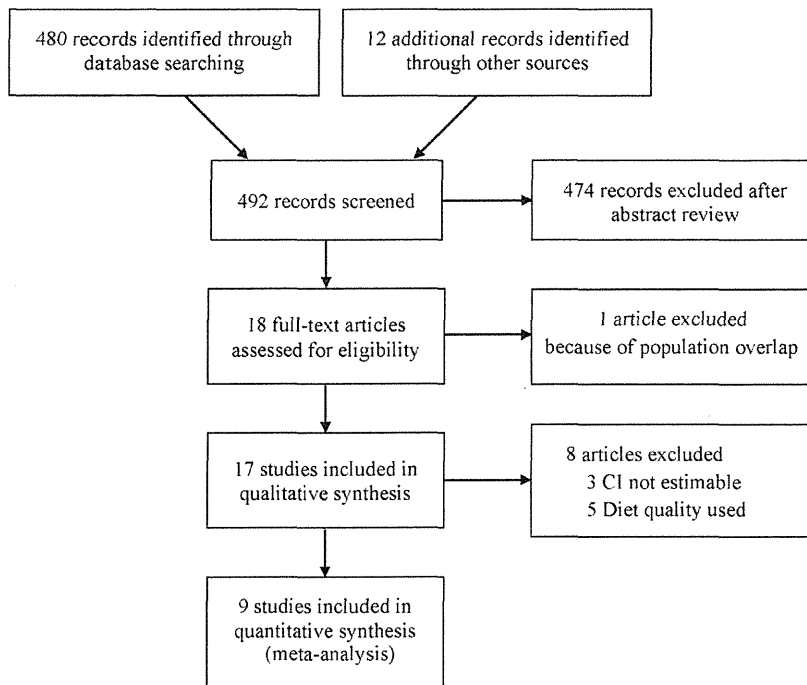 480 records identified through
database searching
12 additional records identified
through other sources
492 records screened
474 records excluded after
abstract review
18 full-text articles
assessed for eligibility
1 article excluded
because of population overlap
17 studies included in
qualitative synthesis
8 articles excluded
3 CI not estimable
5 Diet quality used
9 studies included in
quantitative synthesis
(meta-analysis)